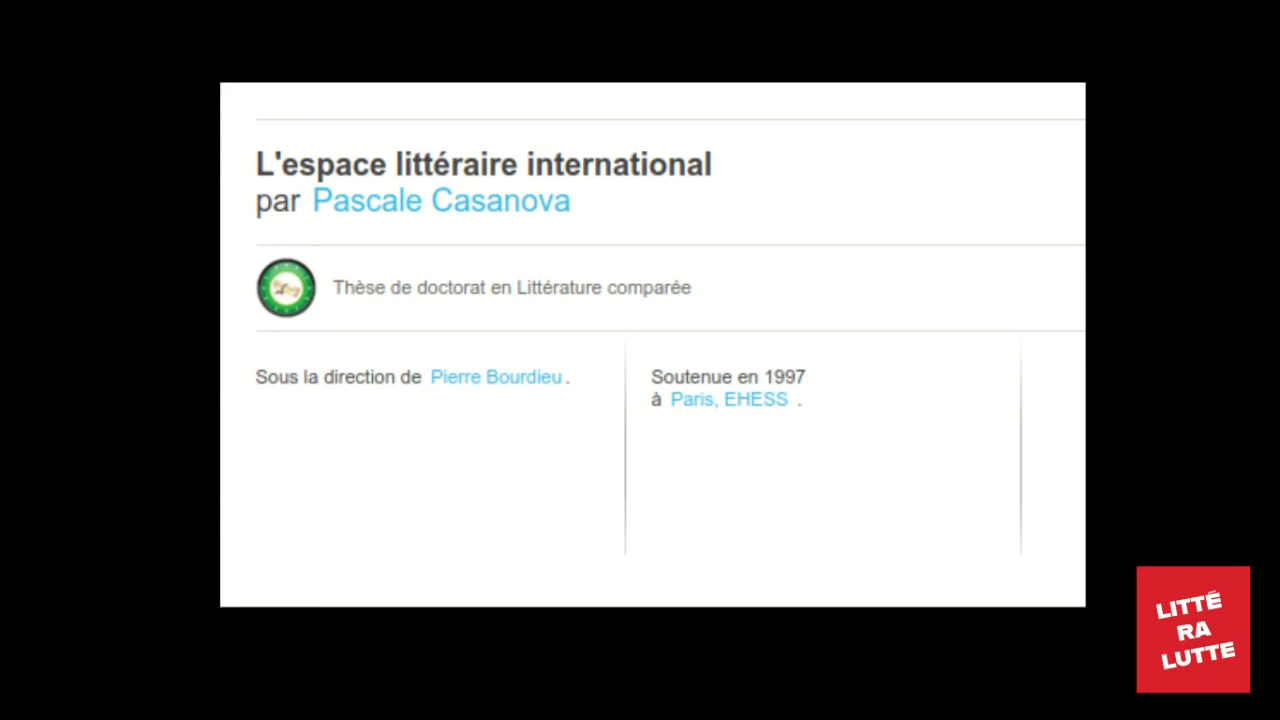 L'espace littéraire international
par Pascale Casanova
Thèse de doctorat en Littérature comparée
Sous la direction de Pierre Bourdieu .
Soutenue en 1997
à Paris, EHESS .
LITTÉ
RA
LUTTE